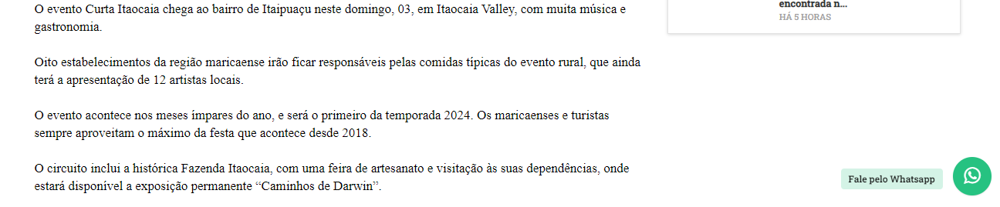 O evento Curta Itaocaia chega ao bairro de Itaipuaçu neste domingo, 03, em Itaocaia Valley, com muita música e
gastronomia.
Oito estabelecimentos da região maricaense irão ficar responsáveis pelas comidas típicas do evento rural, que ainda
terá a apresentação de 12 artistas locais.
O evento acontece nos meses ímpares do ano, e será o primeiro da temporada 2024. Os maricaenses e turistas
sempre aproveitam o máximo da festa que acontece desde 2018.
O circuito inclui a histórica Fazenda Itaocaia, com uma feira de artesanato e visitação às suas dependências, onde
estará disponível a exposição permanente “Caminhos de Darwin”.
encontrada n...
HÁ 5 HORAS
Fale pelo Whatsapp